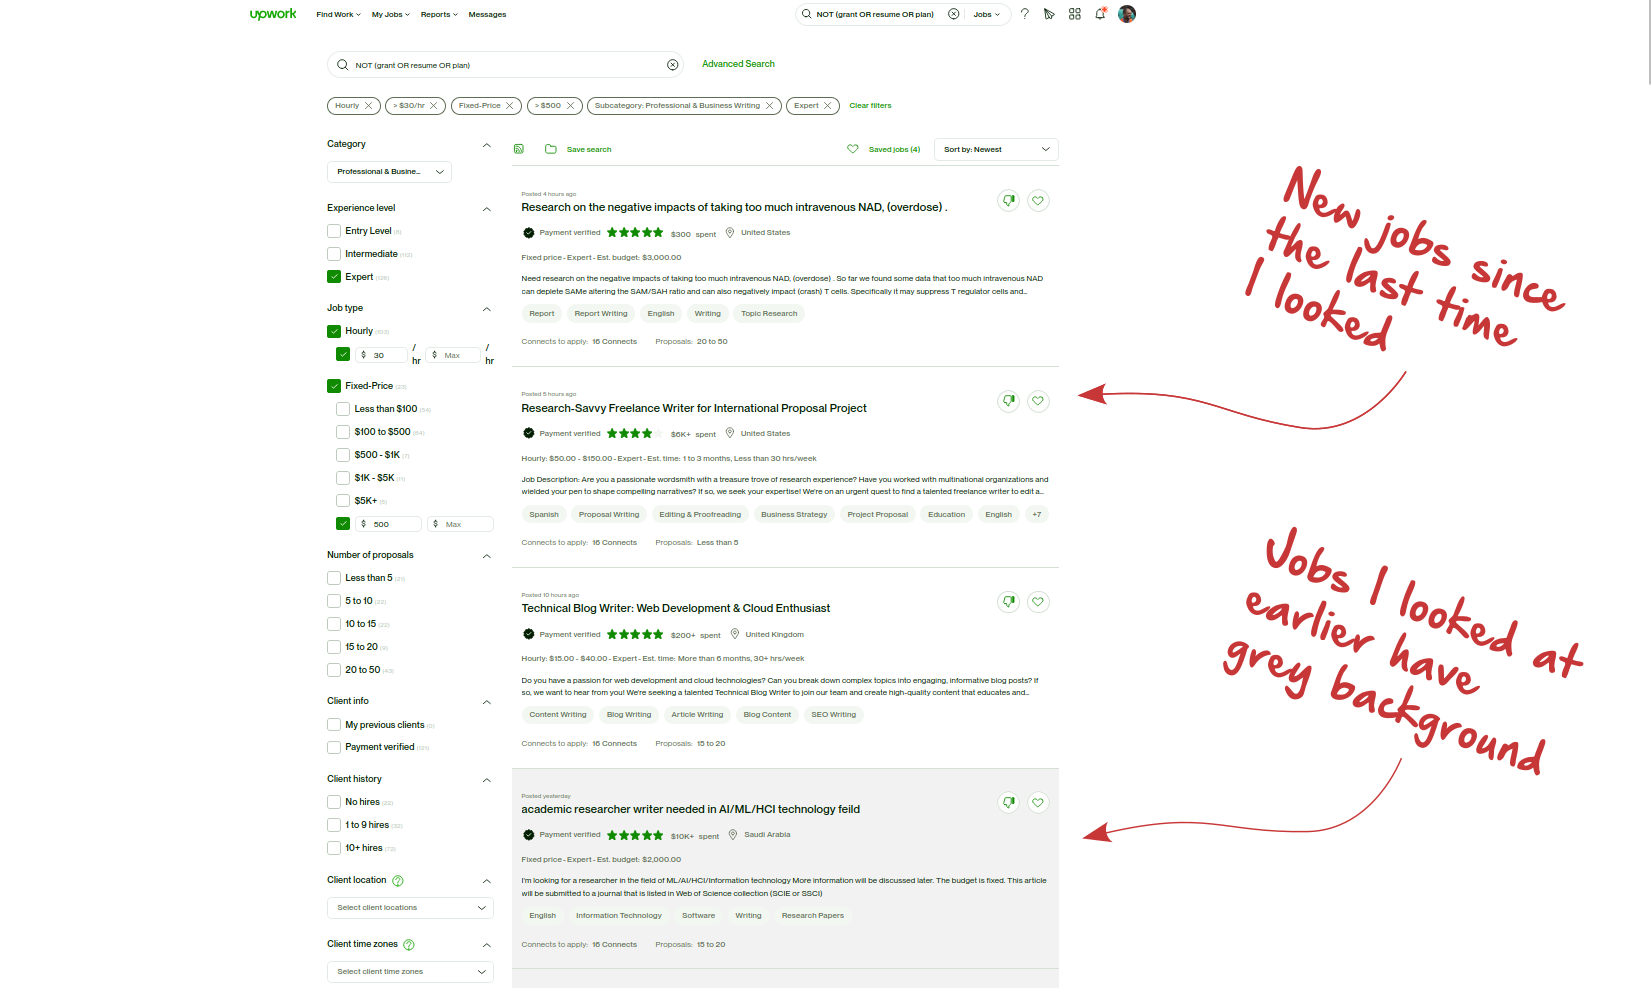 upwork
Find Work
My Jobs
Reports
Messages
NOT (grant OR resume OR plan)
Jobs
NOT (grant OR resume OR plan)
Advanced Search
Hourly
> $30/hr
Fixed-Price
> $500
Subcategory: Professional & Business Writing
Expert
Clear filters
Category
Professional & Busine...
Experience level
Entry Level
Intermediate
Expert
Job type
Hourly
$ 30
/
hr
$ Max
/
hr
Fixed-Price
Less than $100
$100 to $500
$500 - $1K
$1K - $5K
$5K+
$ 500
$ Max
Number of proposals
Less than 5
5 to 10
10 to 15
15 to 20
20 to 50
Client info
My previous clients
Payment verified
Client history
No hires
1 to 9 hires
10+ hires
Client location
Select client locations
Client time zones
Select client time zones
Save search
Saved jobs (4)
Sort by: Newest
Posted 4 hours ago
Research on the negative impacts of taking too much intravenous NAD, (overdose) .
Payment verified
$300 spent
United States
Fixed price - Expert - Est. budget: $3,000.00
Need research on the negative impacts of taking too much intravenous NAD, (overdose) . So far we found some data that too much intravenous NAD
can deplete SAMe altering the SAM/SAH ratio and can also negatively impact (crash) T cells. Specifically it may suppress T regulator cells and...
Report
Report Writing
English
Writing
Topic Research
Connects to apply: 16 Connects
Proposals: 20 to 50
Posted 5 hours ago
Research-Savvy Freelance Writer for International Proposal Project
Payment verified
$6K+ spent
United States
Hourly: $50.00 - $150.00 - Expert - Est. time: 1 to 3 months, Less than 30 hrs/week
Job Description: Are you a passionate wordsmith with a treasure trove of research experience? Have you worked with multinational organizations and
wielded your pen to shape compelling narratives? If so, we seek your expertise! We're on an urgent quest to find a talented freelance writer to edit a...
Spanish
Proposal Writing
Editing & Proofreading
Business Strategy
Project Proposal
Education
English
+7
Connects to apply: 16 Connects
Proposals: Less than 5
Posted 10 hours ago
Technical Blog Writer: Web Development & Cloud Enthusiast
Payment verified
$200+ spent
United Kingdom
Hourly: $15.00 - $40.00 - Expert - Est. time: More than 6 months, 30+ hrs/week
Do you have a passion for web development and cloud technologies? Can you break down complex topics into engaging, informative blog posts? If
so, we want to hear from you! We're seeking a talented Technical Blog Writer to join our team and create high-quality content that educates and...
Content Writing
Blog Writing
Article Writing
Blog Content
SEO Writing
Connects to apply: 16 Connects
Proposals: 15 to 20
Posted yesterday
academic researcher writer needed in AI/ML/HCI technology feild
Payment verified
$10K+ spent
Saudi Arabia
Fixed price - Expert - Est. budget: $2,000.00
I'm looking for a researcher in the field of ML/AI/HCI/Information technology More information will be discussed later. The budget is fixed. This article
will be submitted to a journal that is listed in Web of Science collection (SCIE or SSCI)
English
Information Technology
Software
Writing
Research Papers
Connects to apply: 16 Connects
Proposals: 15 to 20
New jobs since
the last time
I looked
Jobs I looked at
earlier have
grey background